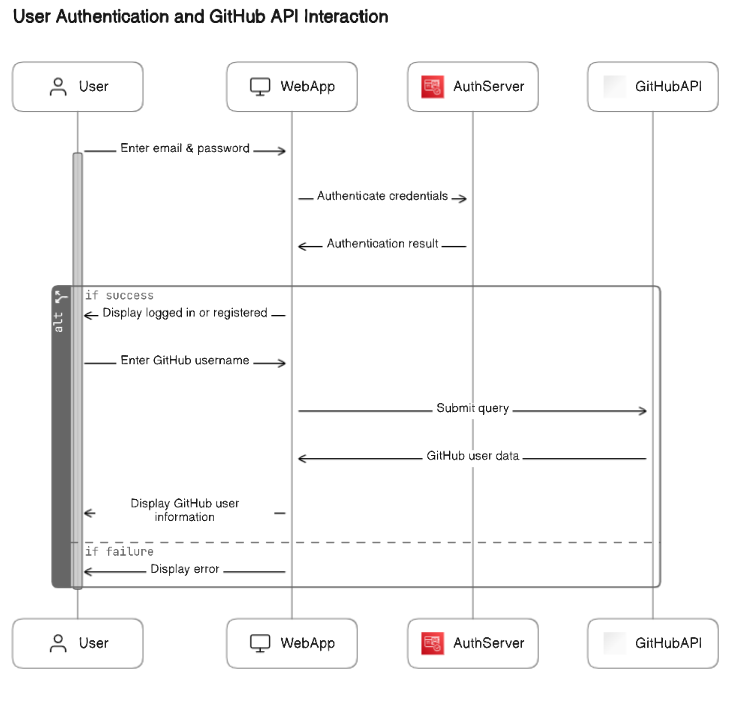 User Authentication and GitHub API Interaction
User
WebApp
AuthServer
GitHubAPI
Enter email & password
Authenticate credentials
Authentication result
alt
if success
Display logged in or registered
Enter GitHub username
Submit query
GitHub user data
Display GitHub user
information
if failure
Display error
User
WebApp
AuthServer
GitHubAPI